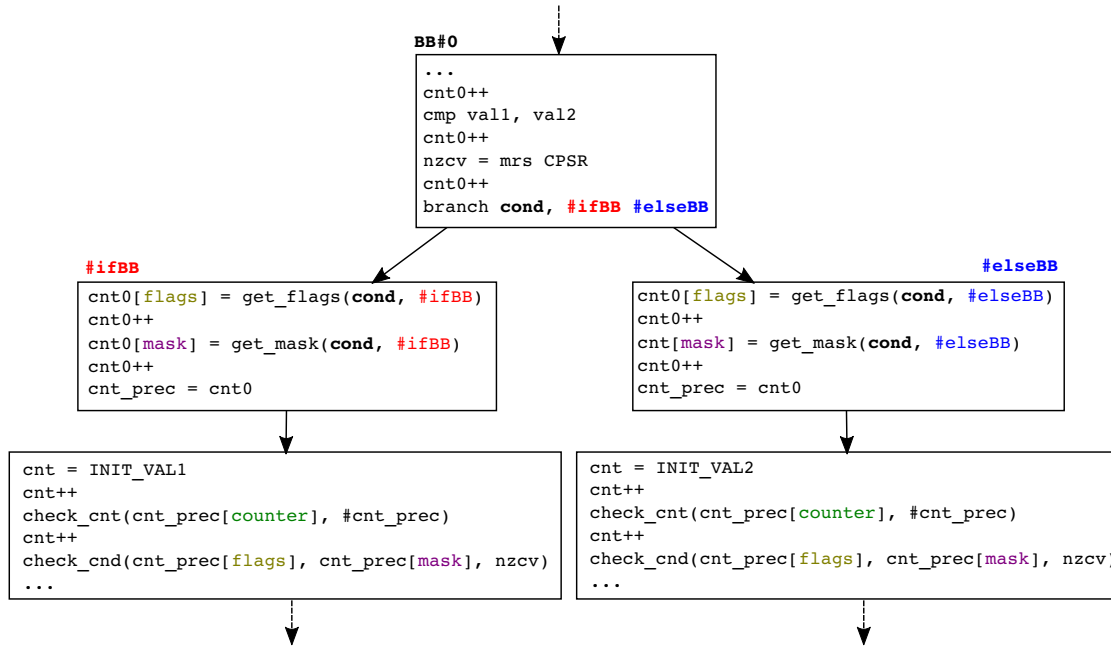 BB#0
...
cnt0++
cmp val1, val2
cnt0++
nzcv = mrs CPSR
cnt0++
branch cond, #ifBB #elseBB
#ifBB
cnt0[flags] = get_flags(cond, #ifBB)
cnt0++
cnt0[mask] = get_mask(cond, #ifBB)
cnt0++
cnt_prec = cnt0
#elseBB
cnt0[flags] = get_flags(cond, #elseBB)
cnt0++
cnt[mask] = get_mask(cond, #elseBB)
cnt0++
cnt_prec = cnt0
cnt = INIT_VAL1
cnt++
check_cnt(cnt_prec[counter], #cnt_prec)
cnt++
check_cnd(cnt_prec[flags], cnt_prec[mask], nzcv)
...
cnt = INIT_VAL2
cnt++
check_cnt(cnt_prec[counter], #cnt_prec)
cnt++
check_cnd(cnt_prec[flags], cnt_prec[mask], nzcv)
...